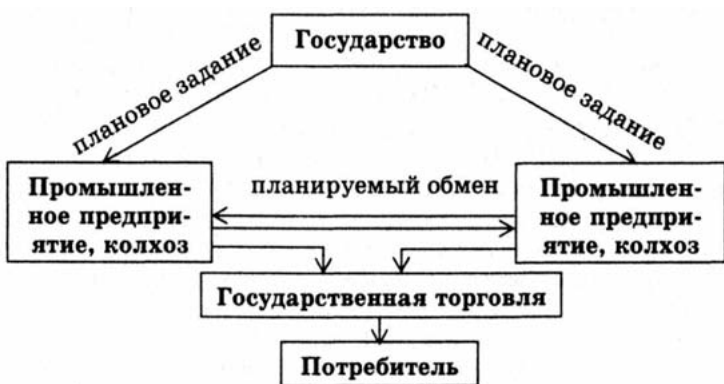 Государство
плановое задание
плановое задание
Промышлен-
ное предпри-
ятие, колхоз
планируемый обмен
Промышлен-
ное предпри-
ятие, колхоз
Государственная торговля
Потребитель